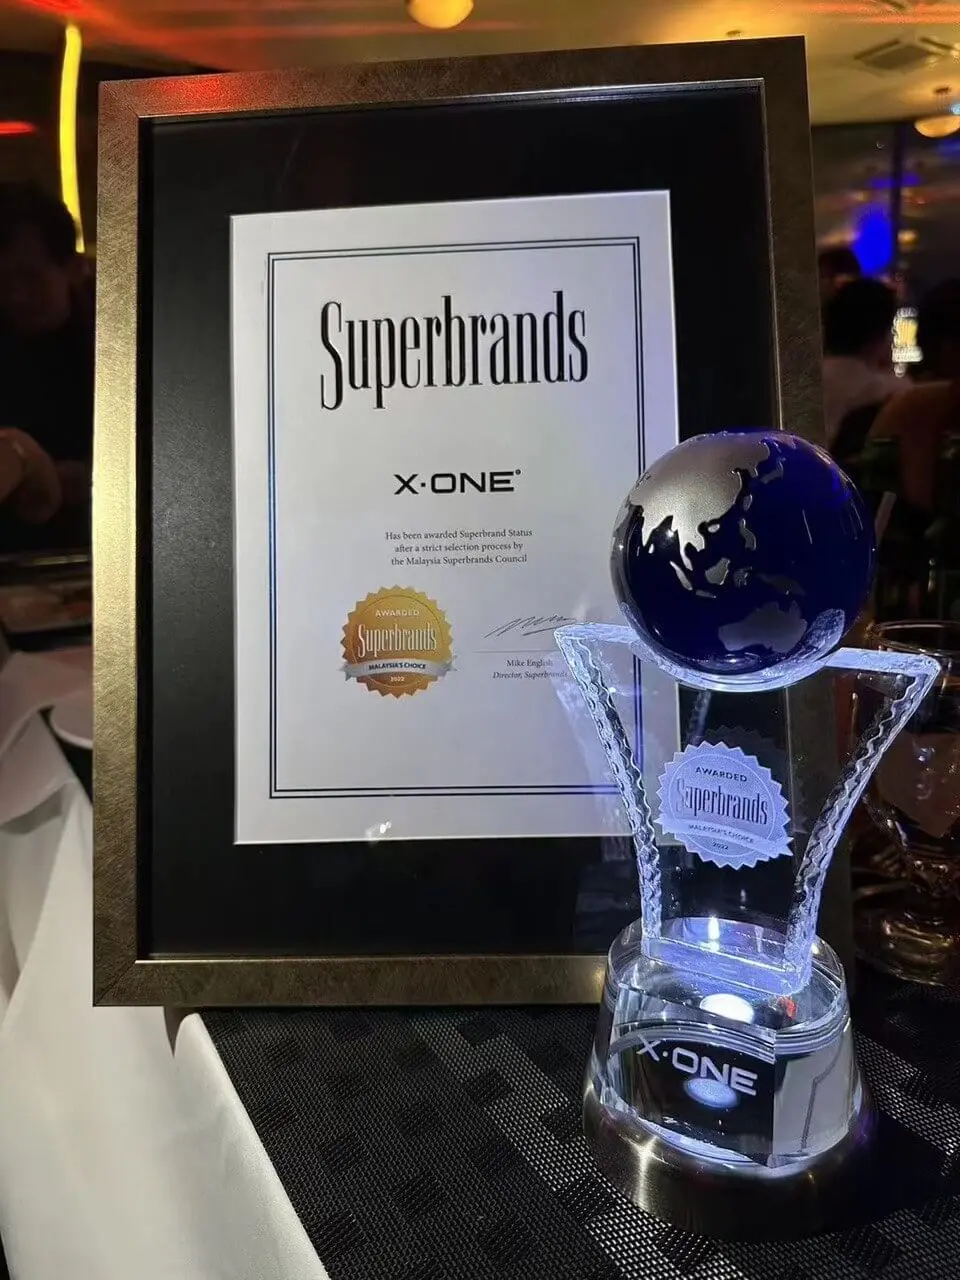 Superbrands
X·ONE®
Has been awarded Superbrand Status
after a strict selection process by
the Malaysia Superbrands Council
AWARDED
Superbrands
MALAYSIA'S CHOICE
2022
Mike English
Director, Superbrands
AWARDED
Superbrands
MALAYSIA'S CHOICE
2022
X·ONE